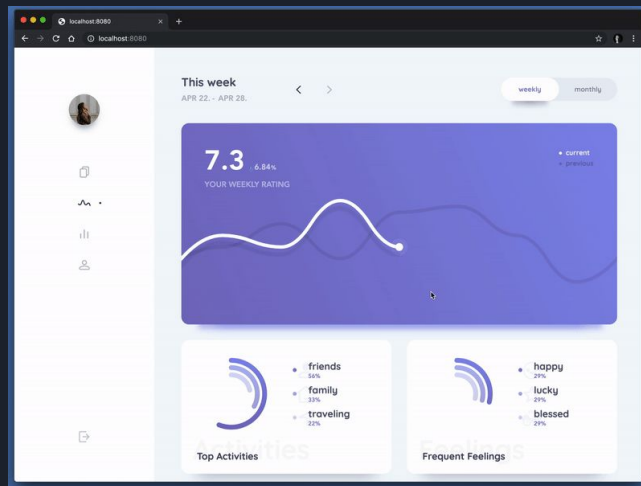 localhost:8080
localhost:8080
This week
APR 22. - APR 28.
weekly monthly
7.3 6.84%
YOUR WEEKLY RATING
current
previous
friends
56%
family
33%
traveling
22%
Activities
Top Activities
happy
29%
lucky
29%
blessed
29%
Feelings
Frequent Feelings